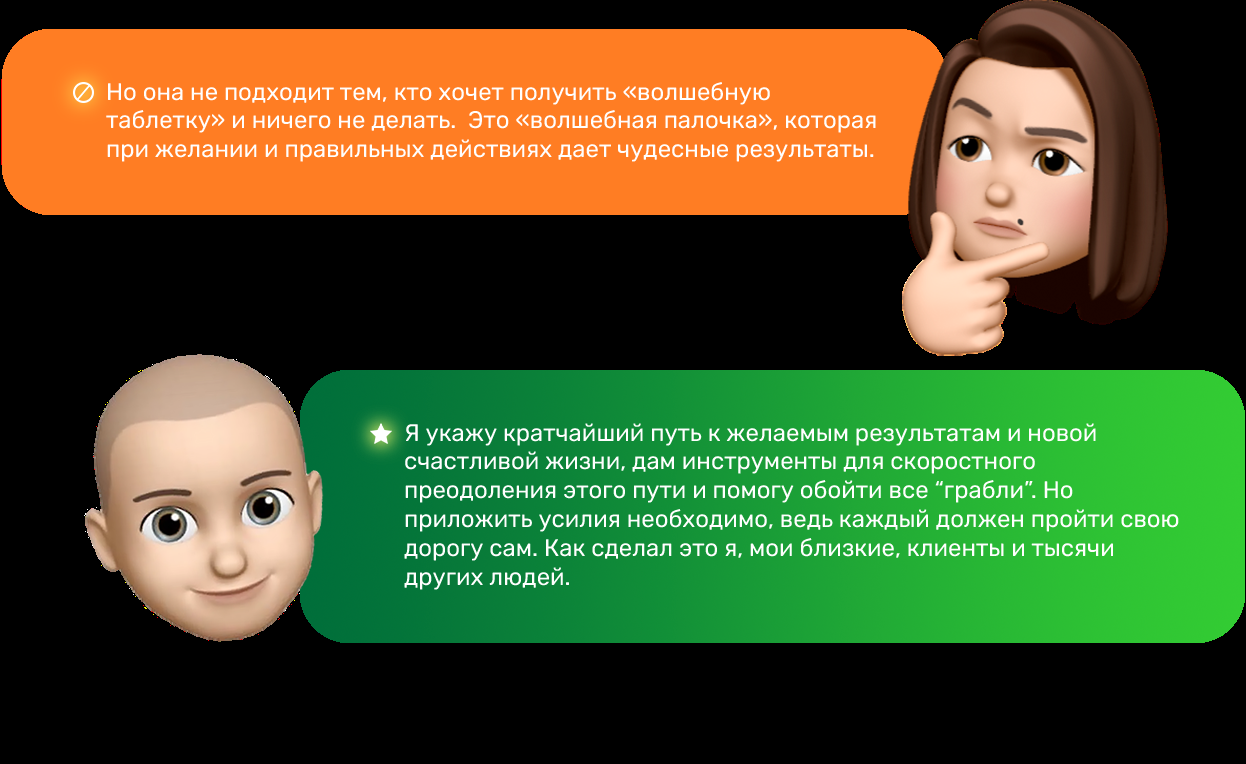 Но она не подходит тем, кто хочет получить «волшебную
таблетку» и ничего не делать.  Это «волшебная палочка», которая
при желании и правильных действиях дает чудесные результаты.
Я укажу кратчайший путь к желаемым результатам и новой
счастливой жизни, дам инструменты для скоростного
преодоления этого пути и помогу обойти все “грабли”. Но
приложить усилия необходимо, ведь каждый должен пройти свою
дорогу сам. Как сделал это я, мои близкие, клиенты и тысячи
других людей.